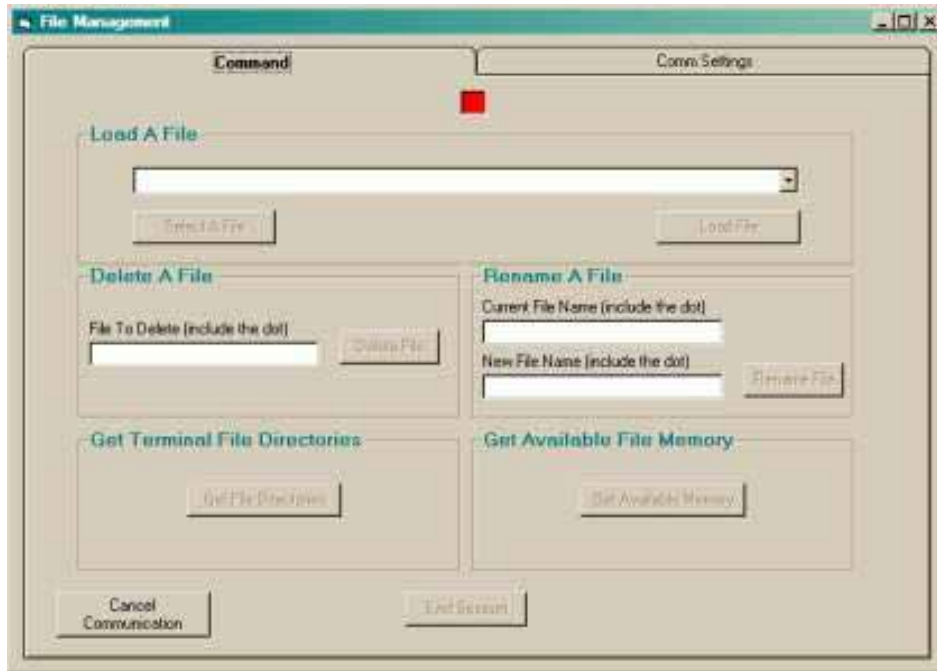 File Management
Command
Comm Settings
Load A File
Select A File
Load File
Delete A File
File To Delete (include the dot)
Delete File
Rename A File
Current File Name (include the dot)
New File Name (include the dot)
Rename File
Get Terminal File Directories
Get File Directories
Get Available File Memory
Get Available Memory
Cancel
Communication
End Session